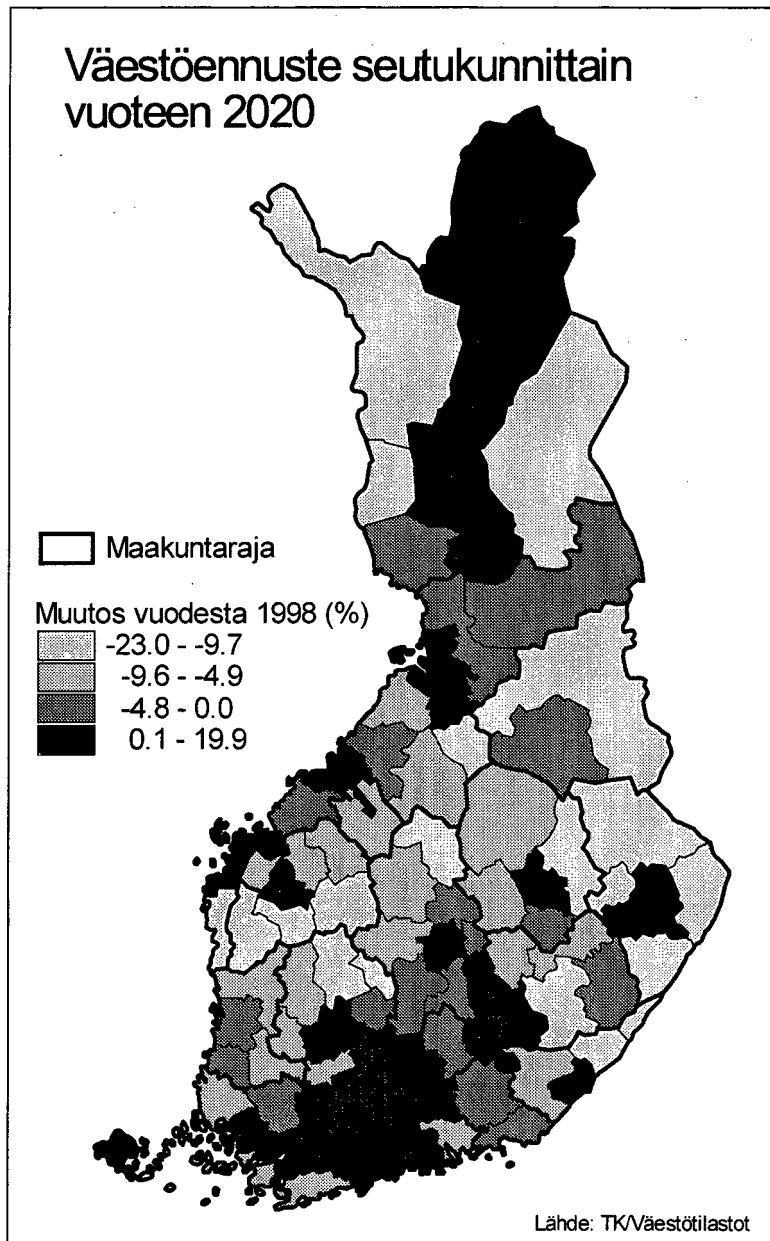 Väestöennuste seutukunnittain
vuoteen 2020
Maakuntaraja
Muutos vuodesta 1998 (%)
-23.0 - -9.7
-9.6 - -4.9
-4.8 - 0.0
0.1 - 19.9
Lähde: TK/Väestötilastot